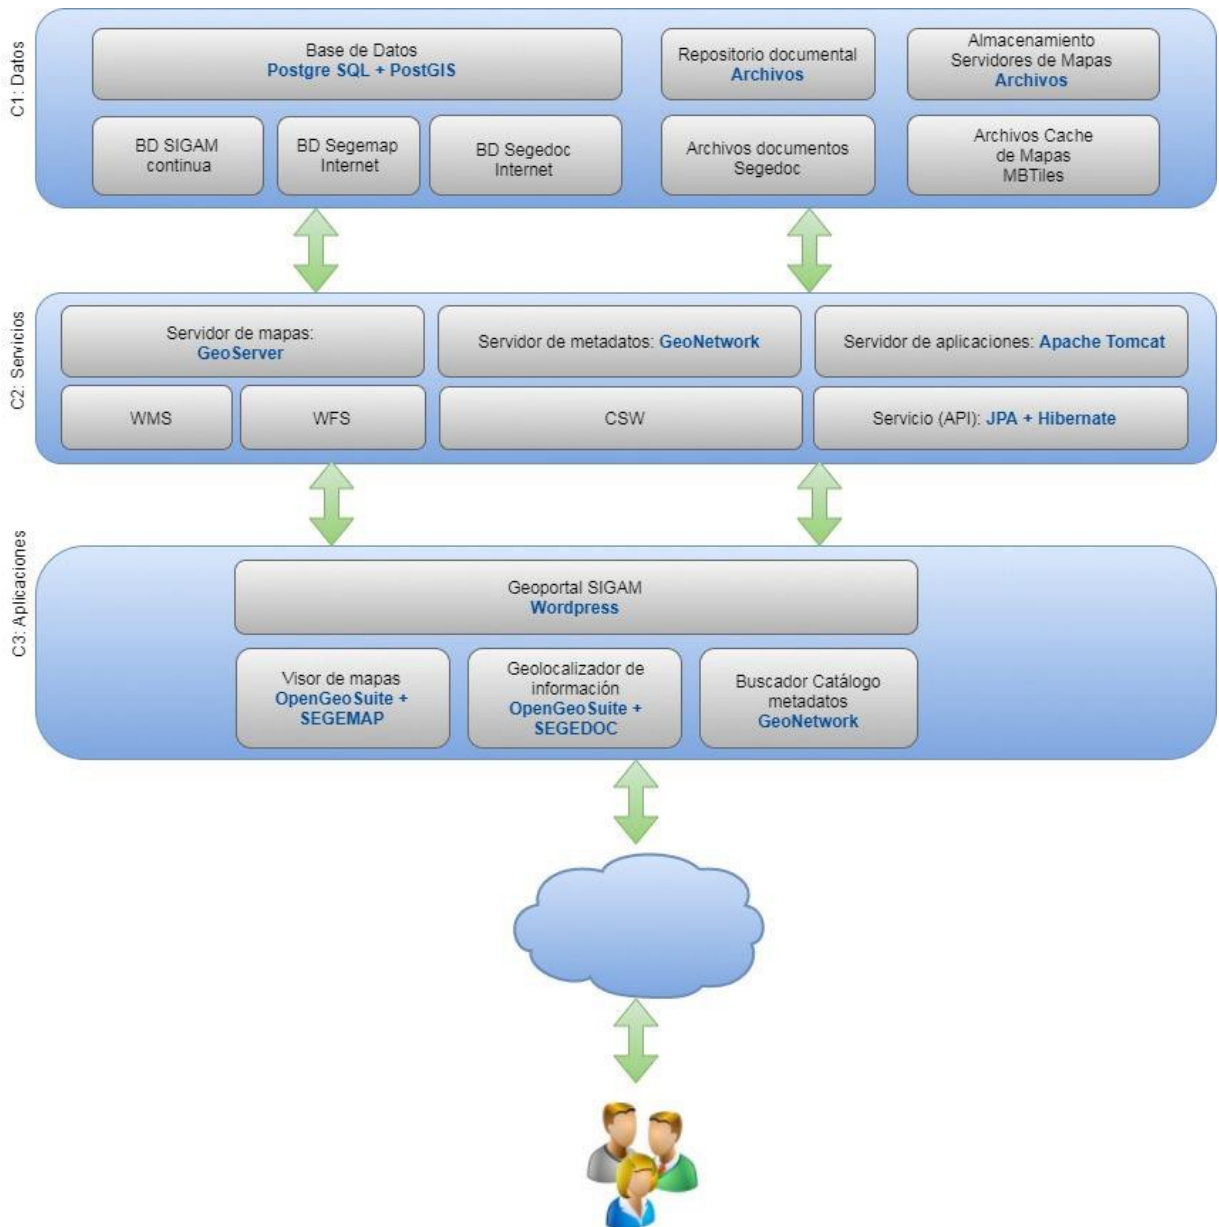 C1: Datos
Base de Datos
Postgre SQL + PostGIS
Repositorio documental
Archivos
Almacenamiento
Servidores de Mapas
Archivos
BD SIGAM
continua
BD Segemap
Internet
BD Segedoc
Internet
Archivos documentos
Segedoc
Archivos Cache
de Mapas
MBTiles
C2: Servicios
Servidor de mapas:
GeoServer
Servidor de metadatos: GeoNetwork
Servidor de aplicaciones: Apache Tomcat
WMS
WFS
CSW
Servicio (API): JPA + Hibernate
C3: Aplicaciones
Geoportal SIGAM
Wordpress
Visor de mapas
OpenGeoSuite +
SEGEMAP
Geolocalizador de
información
OpenGeoSuite +
SEGEDOC
Buscador Catálogo
metadatos
GeoNetwork